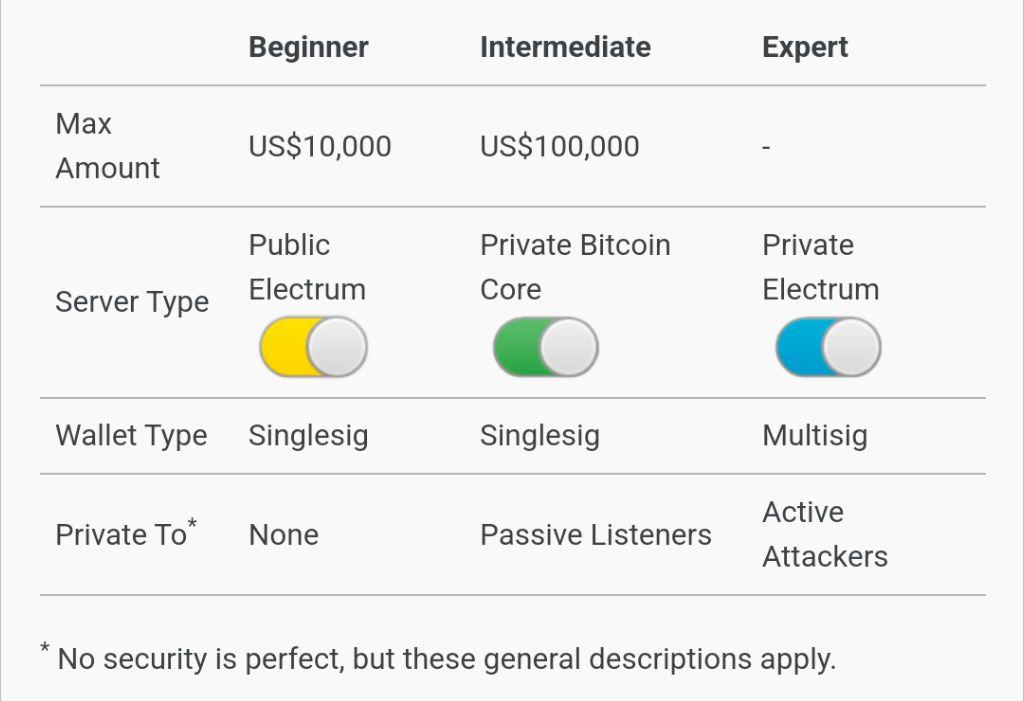 Beginner Intermediate Expert
Max
Amount
US$10,000 US$100,000 -
Server Type
Public
Electrum
Private Bitcoin
Core
Private
Electrum
Wallet Type Singlesig Singlesig Multisig
Private To* None Passive Listeners
Active
Attackers
* No security is perfect, but these general descriptions apply.